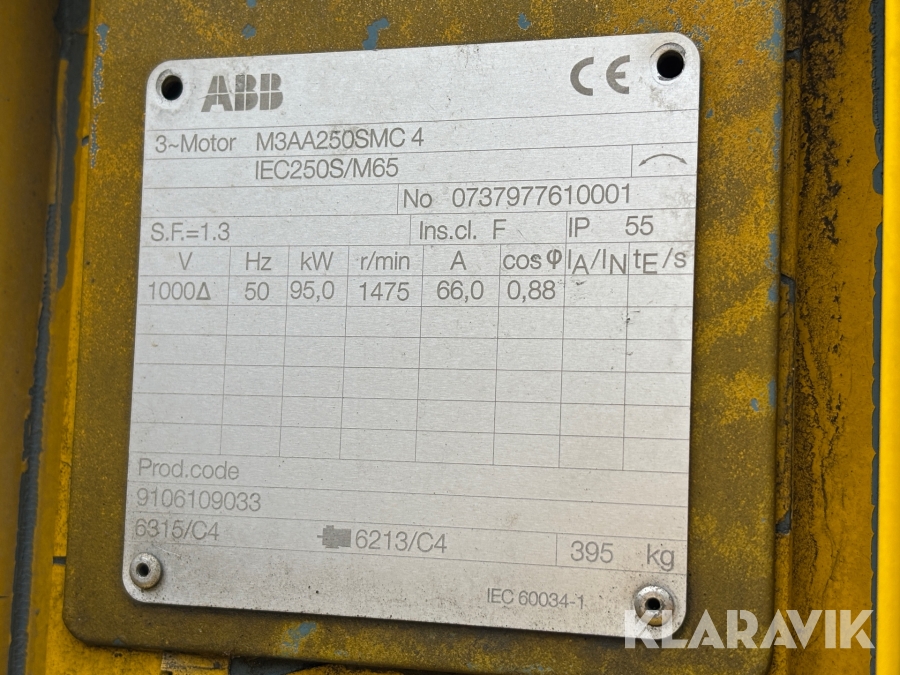 ABB CE
3~Motor M3AA250SMC 4
IEC250S/M65
No 0737977610001
S.F.=1.3 Ins.cl. F IP 55
V Hz kW r/min A cos φ IA/IN tE/s
1000Δ 50 95,0 1475 66,0 0,88
Prod.code
9106109033
6315/C4 6213/C4 395 kg
IEC 60034-1
KLARAVIK